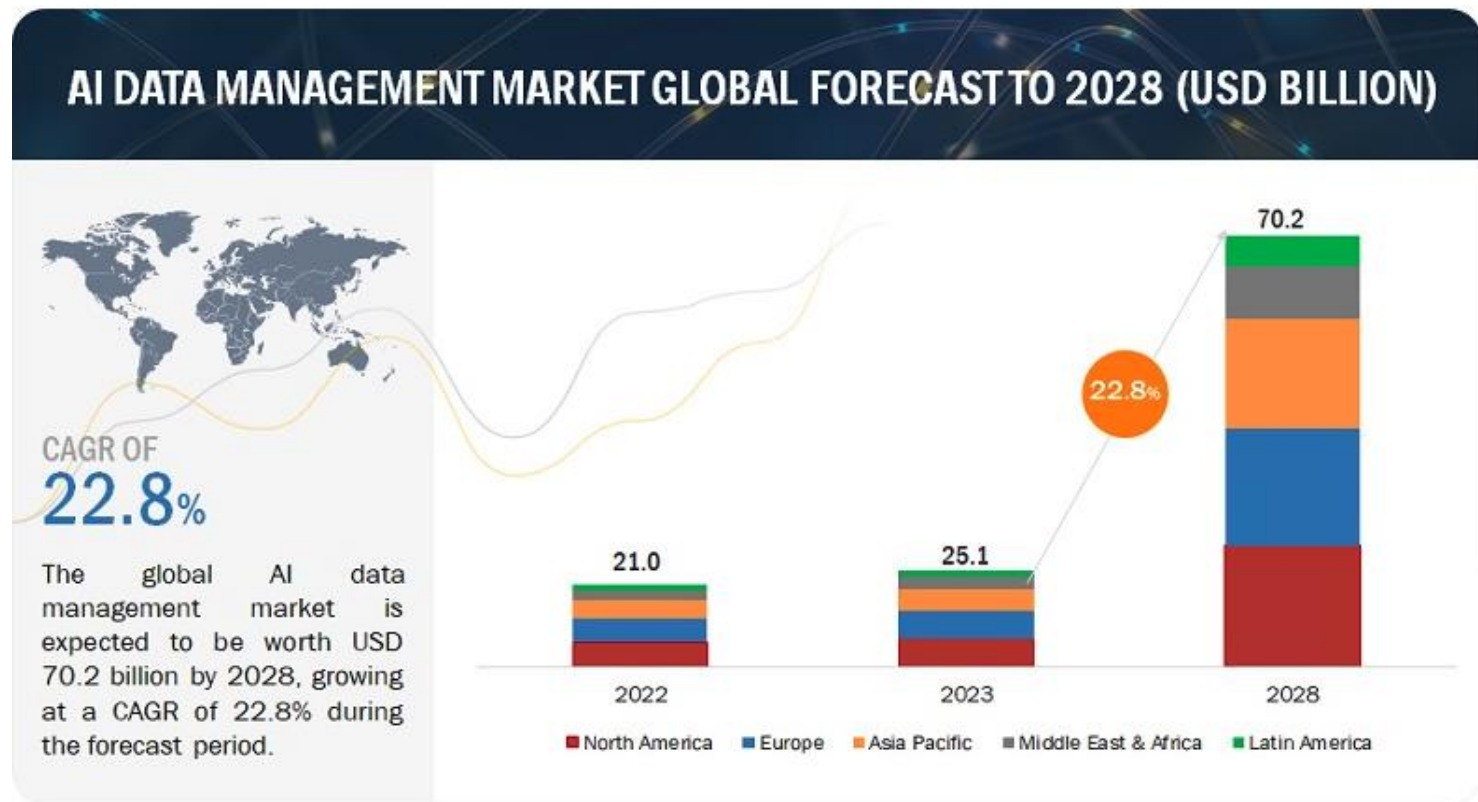 AI DATA MANAGEMENT MARKET GLOBAL FORECAST TO 2028 (USD BILLION)
CAGR OF
22.8%
The global AI data
management market is
expected to be worth USD
70.2 billion by 2028, growing
at a CAGR of 22.8% during
the forecast period.
70.2
22.8%
21.0
25.1
2022 2023 2028
North America Europe Asia Pacific Middle East & Africa Latin America